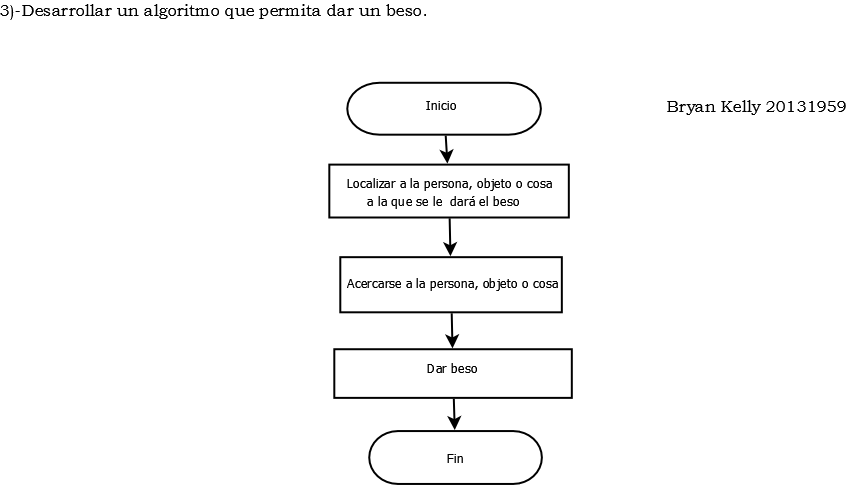 3)-Desarrollar un algoritmo que permita dar un beso.
Inicio
Bryan Kelly 20131959
Localizar a la persona, objeto o cosa
a la que se le dará el beso
Acercarse a la persona, objeto o cosa
Dar beso
Fin